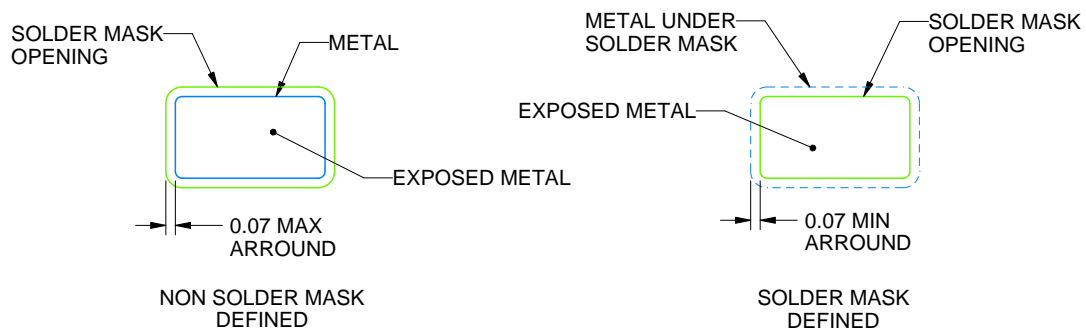 SOLDER MASK
OPENING
METAL
EXPOSED METAL
0.07 MAX
ARROUND
NON SOLDER MASK
DEFINED
METAL UNDER
SOLDER MASK
SOLDER MASK
OPENING
EXPOSED METAL
0.07 MIN
ARROUND
SOLDER MASK
DEFINED